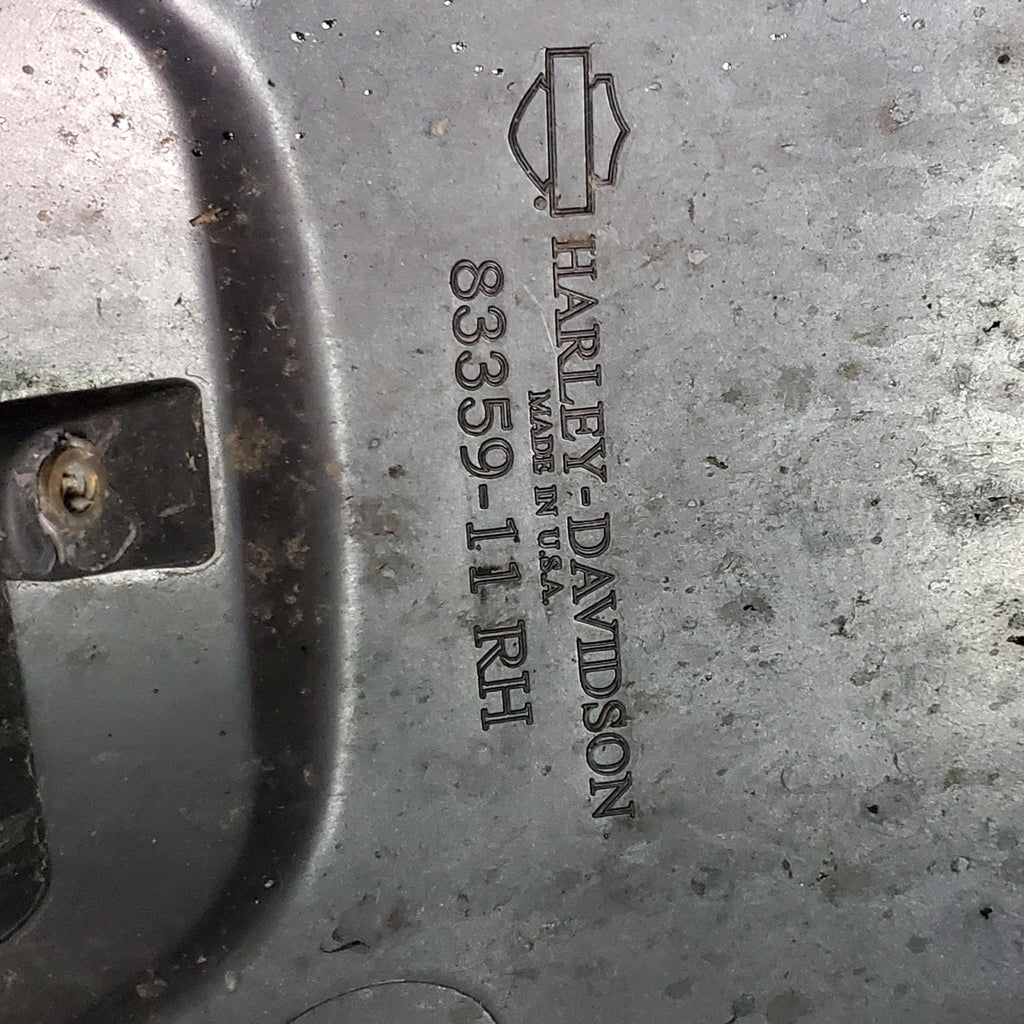 HARLEY-DAVIDSON
MADE IN U.S.A.
83359-11 RH